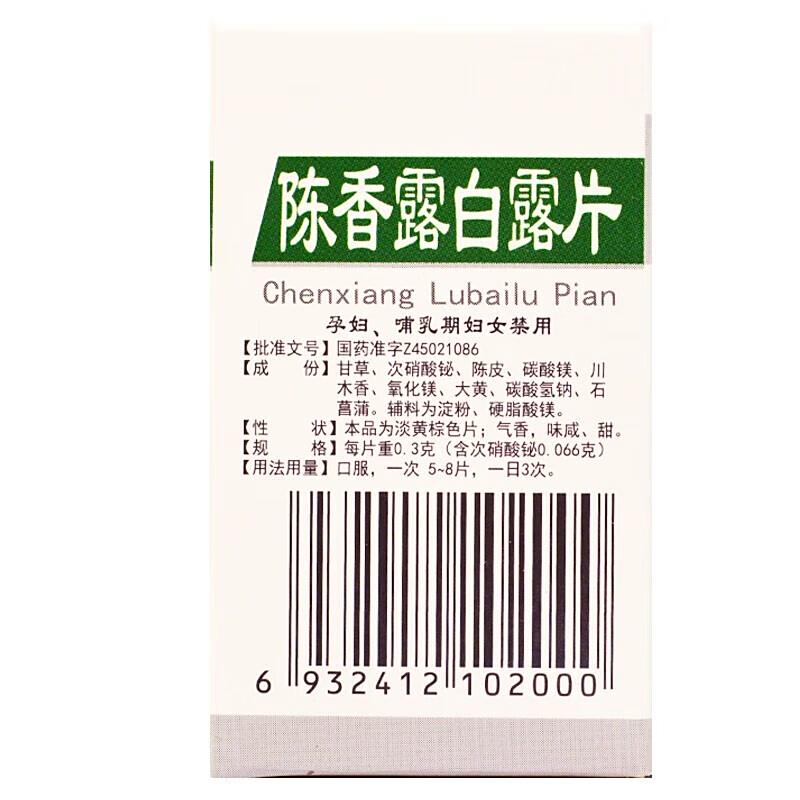 陈香露白露片
Chenxiang Lubailu Pian
孕妇、哺乳期妇女禁用
【批准文号】国药准字Z45021086
【成 份】甘草、次硝酸铋、陈皮、碳酸镁、川
木香、氧化镁、大黄、碳酸氢钠、石
菖蒲。辅料为淀粉、硬脂酸镁。
【性 状】本品为淡黄棕色片；气香，味咸、甜。
【规 格】每片重0.3克（含次硝酸铋0.066克）
【用法用量】口服，一次 5~8片，一日3次。
6 932412 102000